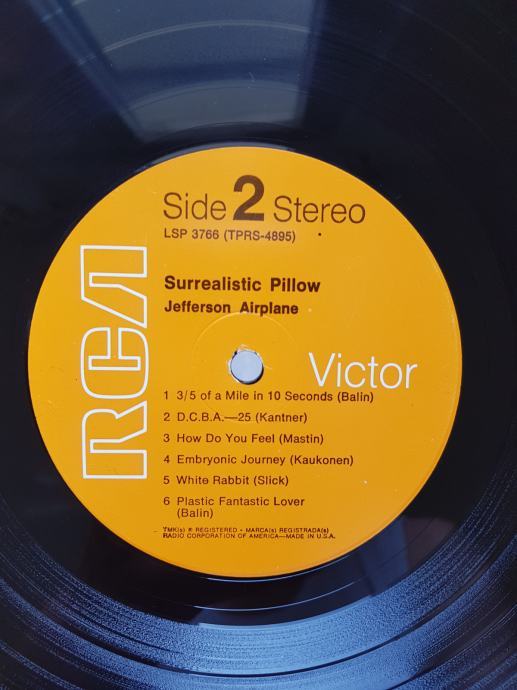 Side 2 Stereo
LSP 3766 (TPRS-4895)
Surrealistic Pillow
Jefferson Airplane
RCA
Victor
1 3/5 of a Mile in 10 Seconds (Balin)
2 D.C.B.A.—25 (Kantner)
3 How Do You Feel (Mastin)
4 Embryonic Journey (Kaukonen)
5 White Rabbit (Slick)
6 Plastic Fantastic Lover
(Balin)
TMK(s) ® REGISTERED • MARCA(s) REGISTRADA(s)
RADIO CORPORATION OF AMERICA—MADE IN U.S.A.